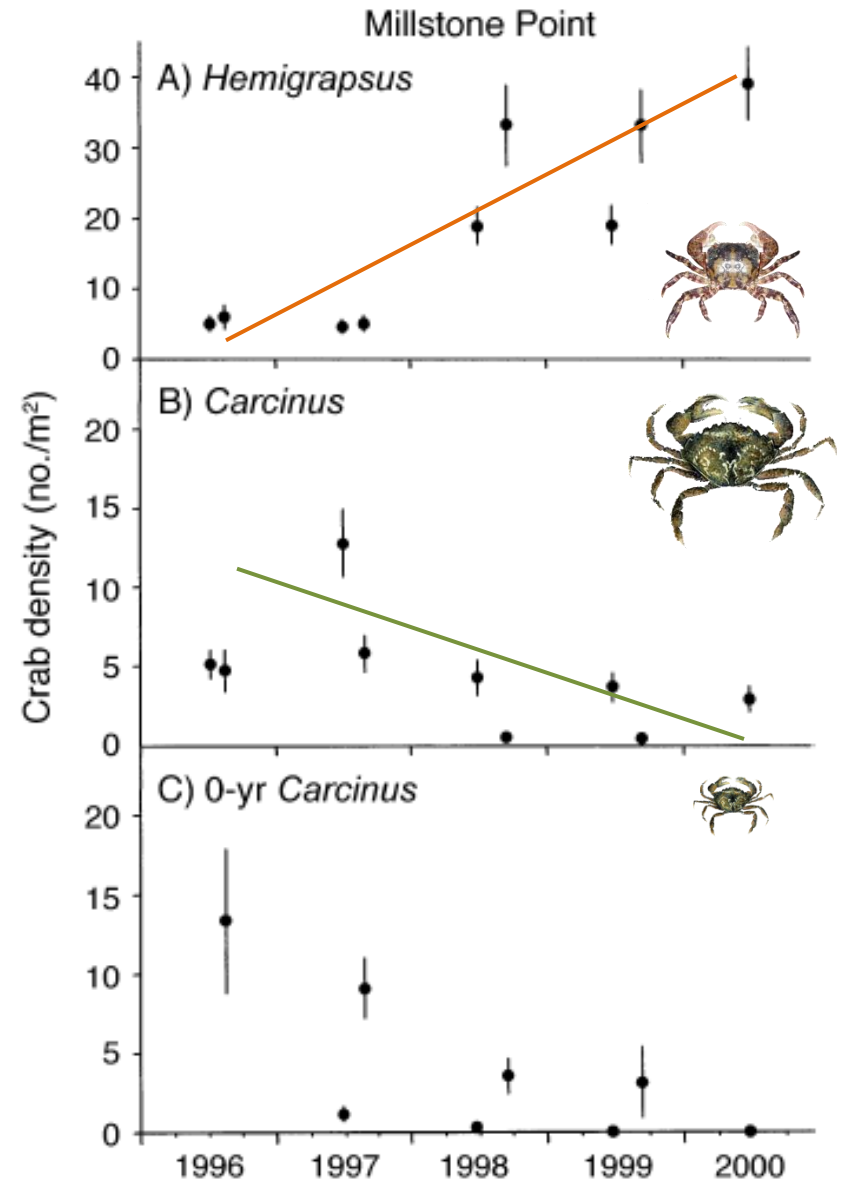 Millstone Point
A) Hemigrapsus
40
30
20
10
0
B) Carcinus
20
15
10
5
0
Crab density (no./m²)
C) 0-yr Carcinus
20
15
10
5
0
1996 1997 1998 1999 2000